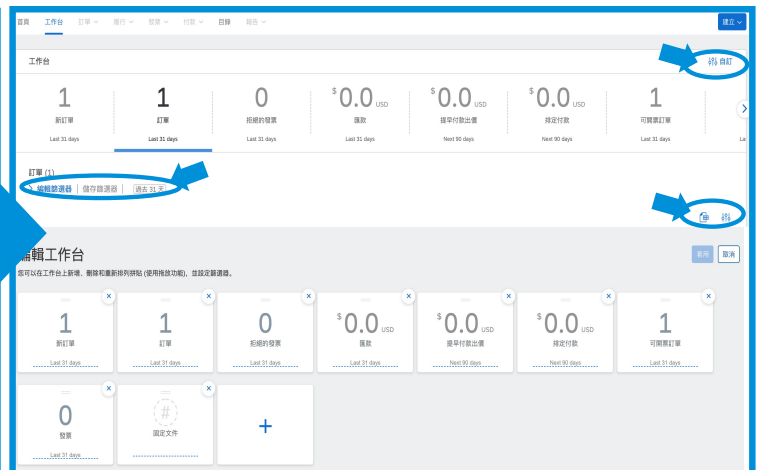 首頁 工作台 訂單 履行 發票 付款 目錄 報告 建立
工作台 自訂
1 1 0 $0.0 USD $0.0 USD $0.0 USD 1
新訂單 訂單 拒絕的發票 匯款 提早付款出價 排定付款 可開票訂單
Last 31 days Last 31 days Last 31 days Last 31 days Next 90 days Next 90 days Last 31 days La
訂單 (1)
編輯篩選器 儲存篩選器 過去 31 天
編輯工作台 套用 取消
您可以在工作台上新增、刪除和重新排列拼貼 (使用拖放功能)，並設定篩選器。
1 1 0 $0.0 USD $0.0 USD $0.0 USD 1
新訂單 訂單 拒絕的發票 匯款 提早付款出價 排定付款 可開票訂單
Last 31 days Last 31 days Last 31 days Last 31 days Next 90 days Next 90 days Last 31 days
0 # +
發票 固定文件
Last 31 days